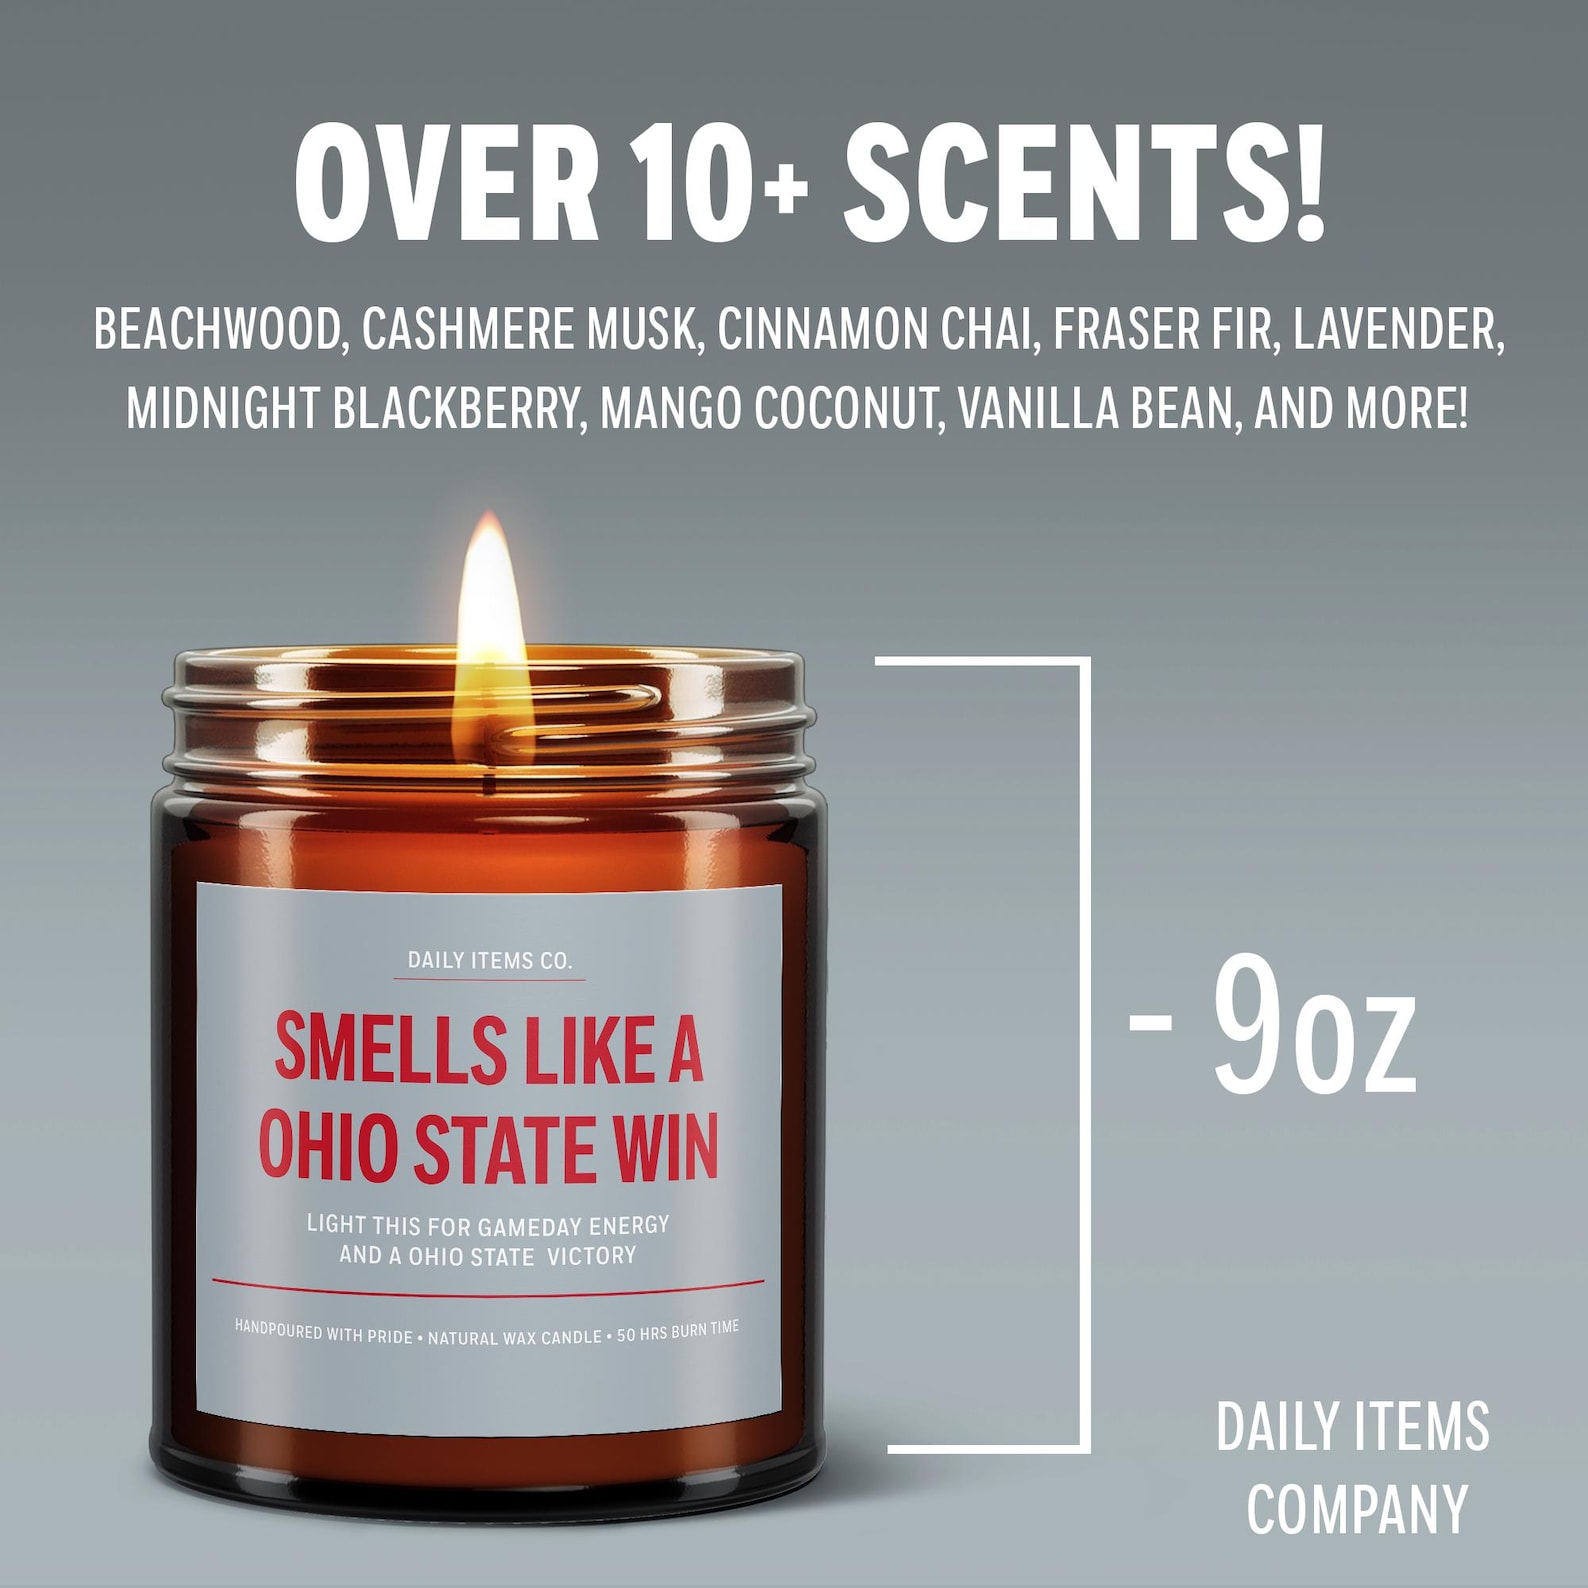 OVER 10+ SCENTS!
BEACHWOOD, CASHMERE MUSK, CINNAMON CHAI, FRASER FIR, LAVENDER,
MIDNIGHT BLACKBERRY, MANGO COCONUT, VANILLA BEAN, AND MORE!
DAILY ITEMS CO.
SMELLS LIKE A
OHIO STATE WIN
LIGHT THIS FOR GAMEDAY ENERGY
AND A OHIO STATE VICTORY
HANDPOURED WITH PRIDE • NATURAL WAX CANDLE • 50 HRS BURN TIME
- 9oz
DAILY ITEMS
COMPANY